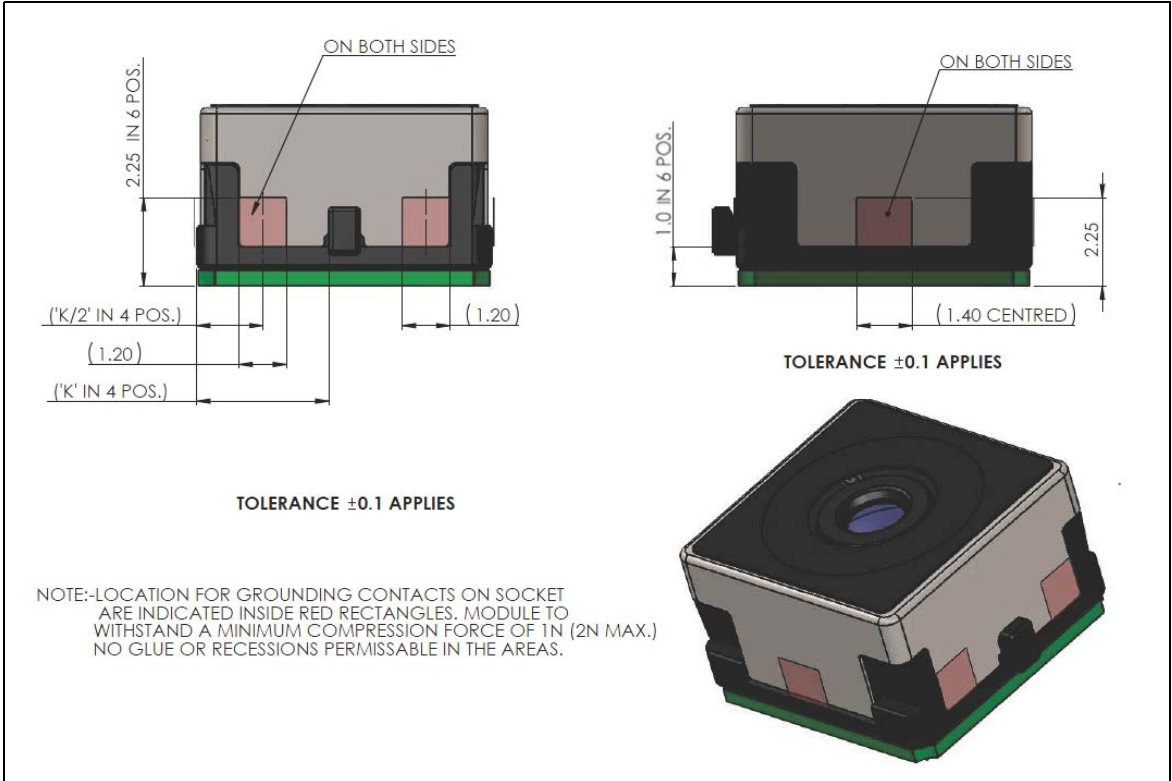 ON BOTH SIDES
2.25 IN 6 POS.
('K/2' IN 4 POS.)
(1.20)
(1.20)
('K' IN 4 POS.)
TOLERANCE ±0.1 APPLIES
ON BOTH SIDES
1.0 IN 6 POS.
2.25
(1.40 CENTRED)
TOLERANCE ±0.1 APPLIES
NOTE:-LOCATION FOR GROUNDING CONTACTS ON SOCKET
ARE INDICATED INSIDE RED RECTANGLES. MODULE TO
WITHSTAND A MINIMUM COMPRESSION FORCE OF 1N (2N MAX.)
NO GLUE OR RECESSIONS PERMISSABLE IN THE AREAS.